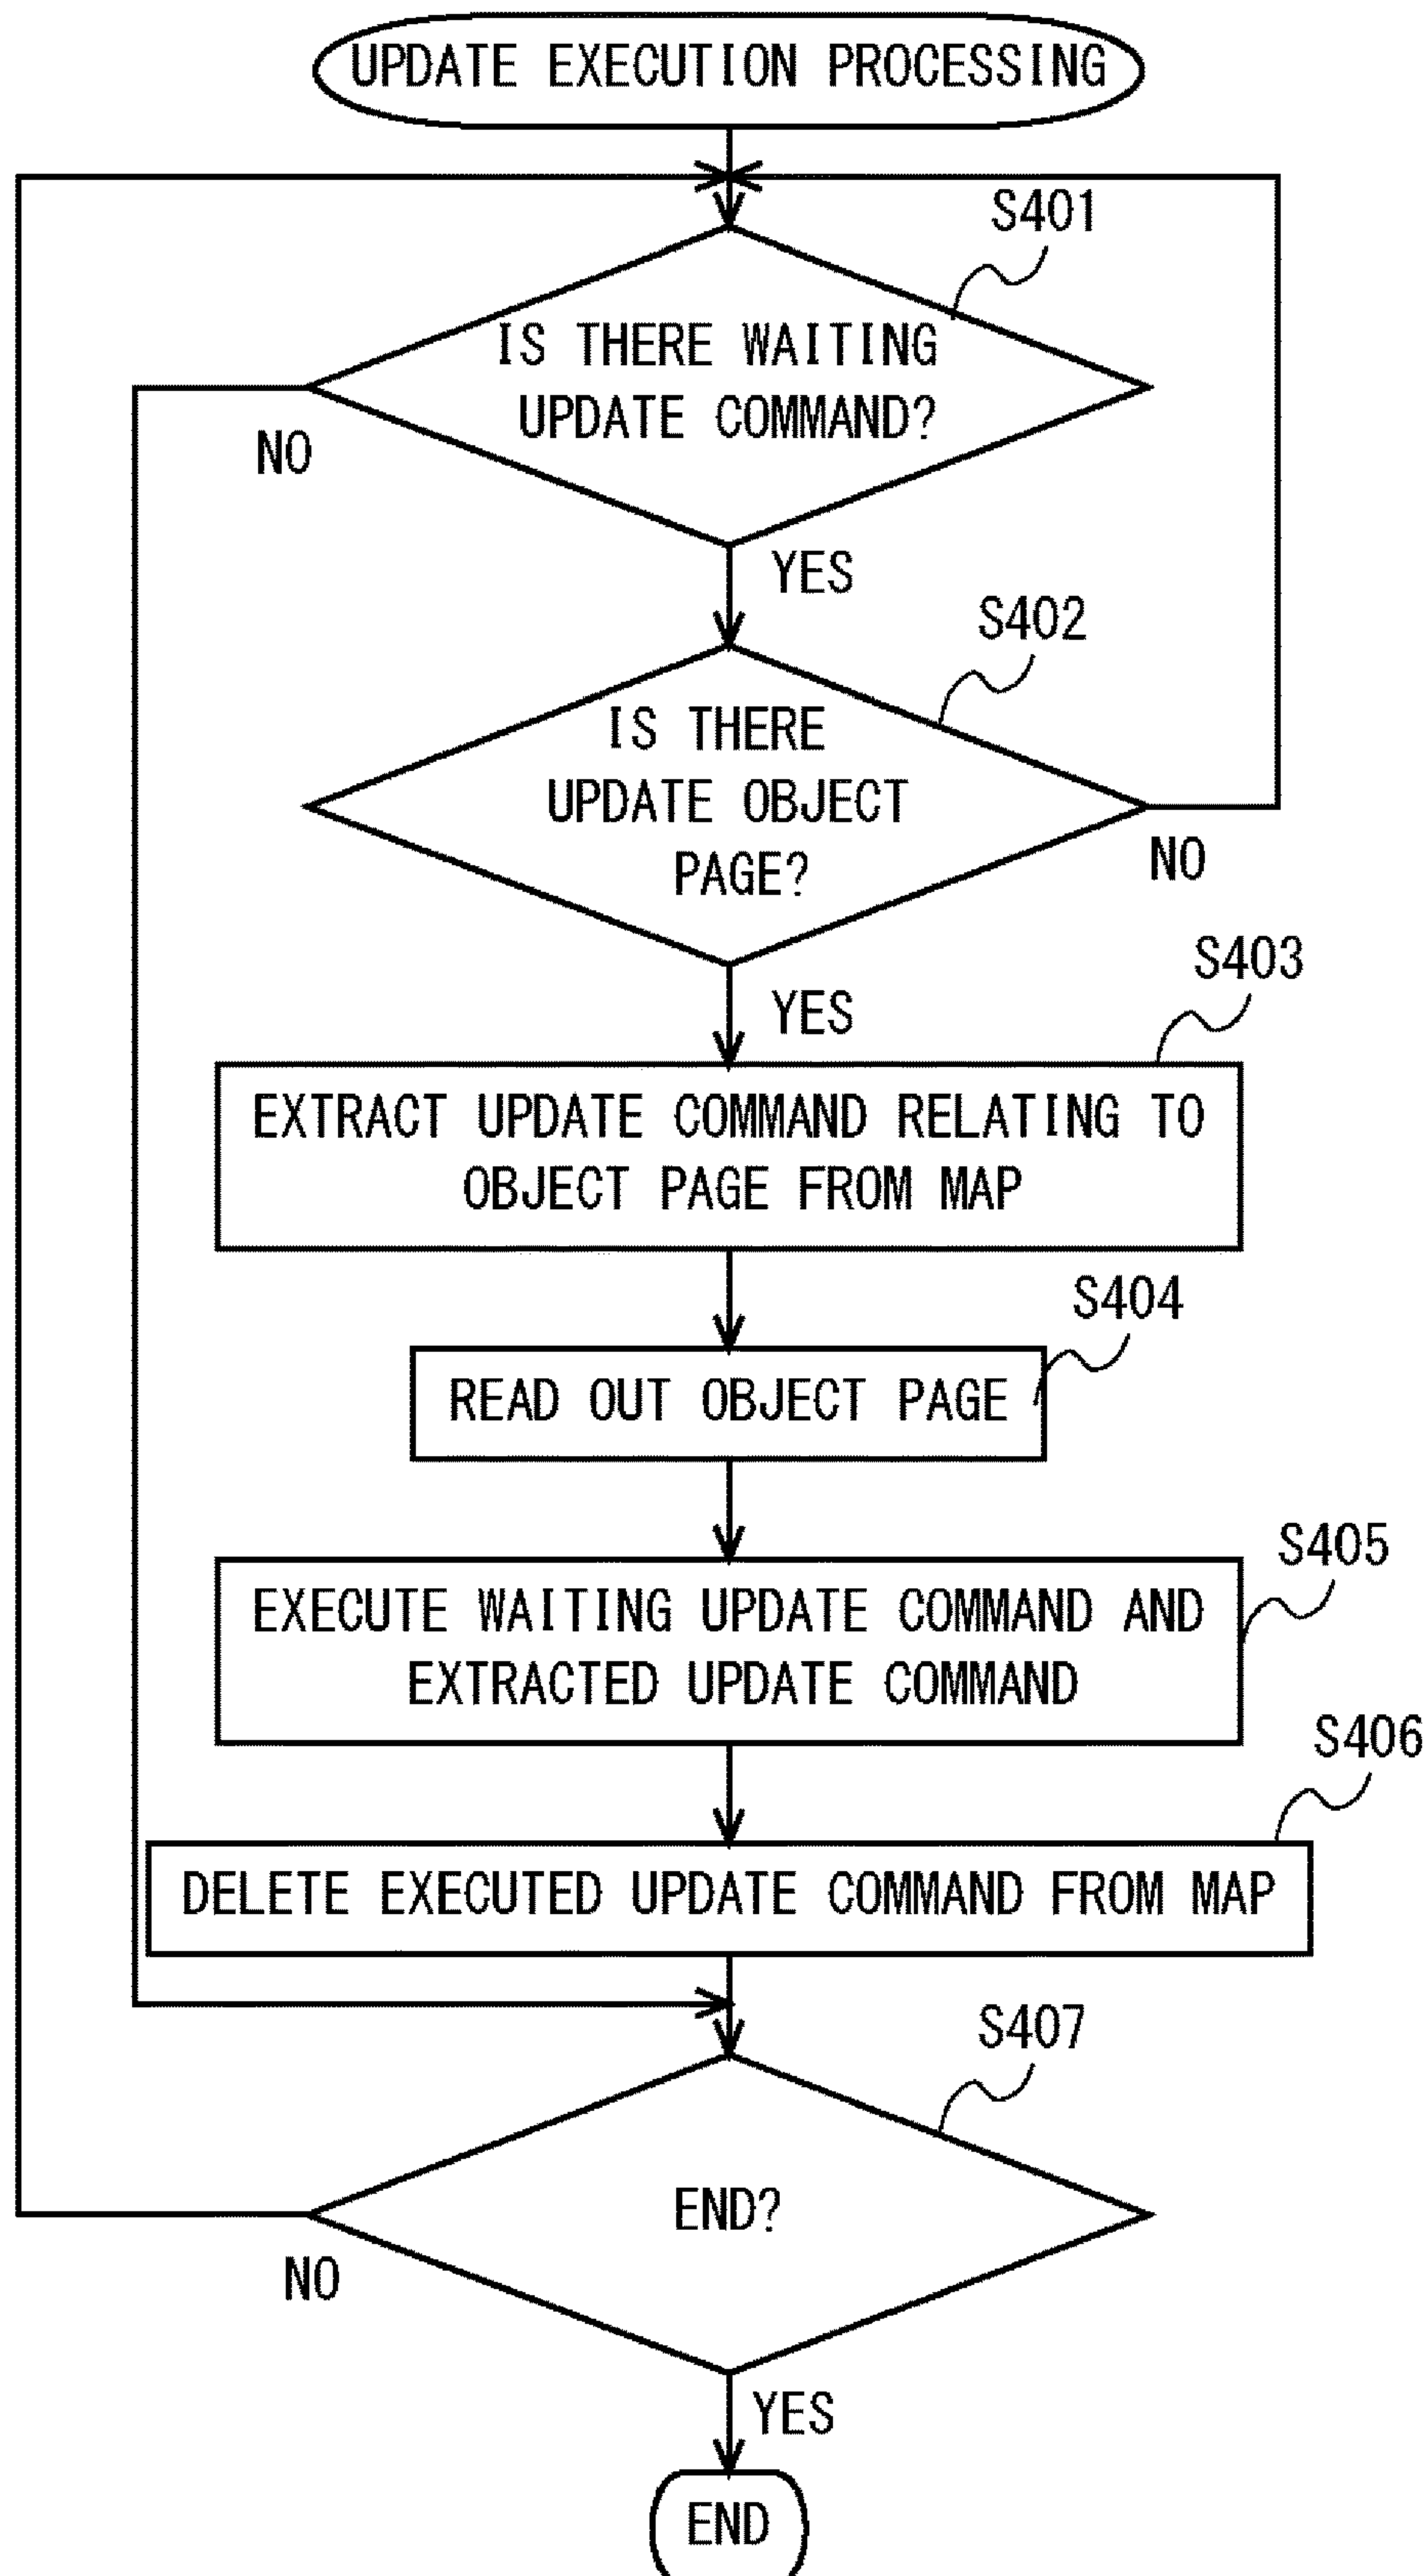 UPDATE EXECUTION PROCESSING
S401
IS THERE WAITING
UPDATE COMMAND?
NO
YES
S402
IS THERE
UPDATE OBJECT
PAGE?
NO
YES
S403
EXTRACT UPDATE COMMAND RELATING TO
OBJECT PAGE FROM MAP
S404
READ OUT OBJECT PAGE
S405
EXECUTE WAITING UPDATE COMMAND AND
EXTRACTED UPDATE COMMAND
S406
DELETE EXECUTED UPDATE COMMAND FROM MAP
S407
END?
NO
YES
END